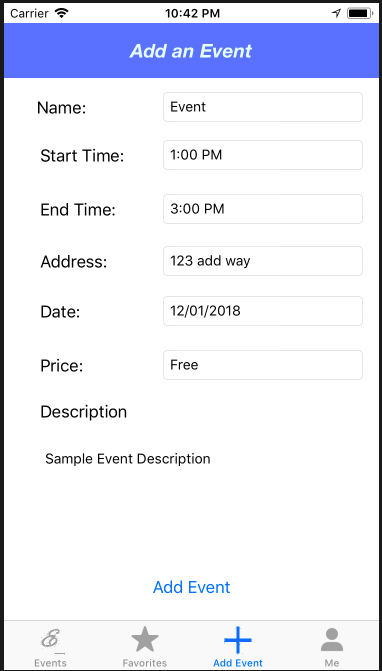 Carrier 10:42 PM
Add an Event
Name: Event
Start Time: 1:00 PM
End Time: 3:00 PM
Address: 123 add way
Date: 12/01/2018
Price: Free
Description
Sample Event Description
Add Event
E
Events Favorites Add Event Me